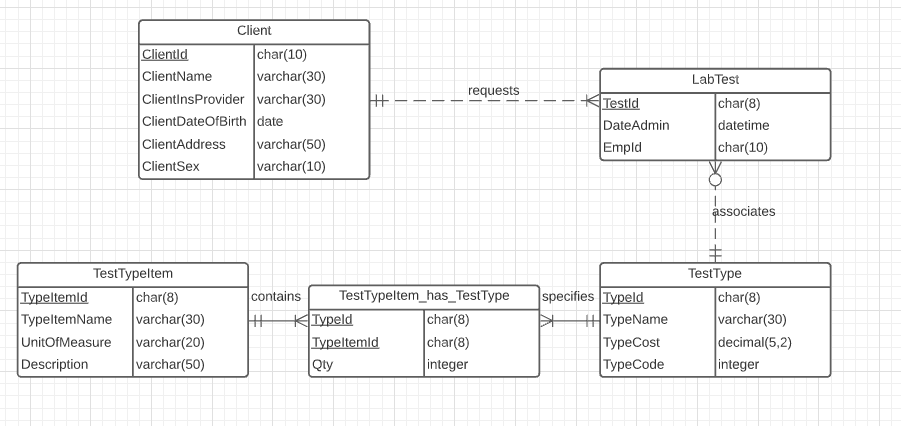 Client
ClientId char(10)
ClientName varchar(30)
ClientInsProvider varchar(30)
ClientDateOfBirth date
ClientAddress varchar(50)
ClientSex varchar(10)
requests
LabTest
TestId char(8)
DateAdmin datetime
EmpId char(10)
associates
TestTypeItem
TypeItemId char(8)
TypeItemName varchar(30)
UnitOfMeasure varchar(20)
Description varchar(50)
contains
TestTypeItem_has_TestType
TypeId char(8)
TypeItemId char(8)
Qty integer
specifies
TestType
TypeId char(8)
TypeName varchar(30)
TypeCost decimal(5,2)
TypeCode integer